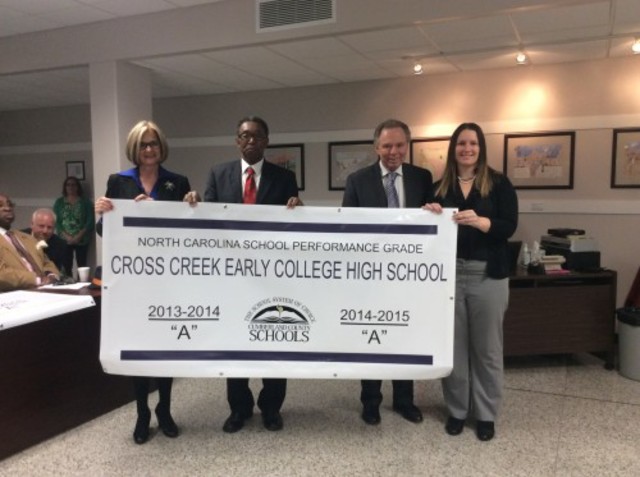 NORTH CAROLINA SCHOOL PERFORMANCE GRADE
CROSS CREEK EARLY COLLEGE HIGH SCHOOL
2013-2014
"A"
THE SCHOOL SYSTEM OF CHOICE
CUMBERLAND COUNTY
SCHOOLS
2014-2015
"A"